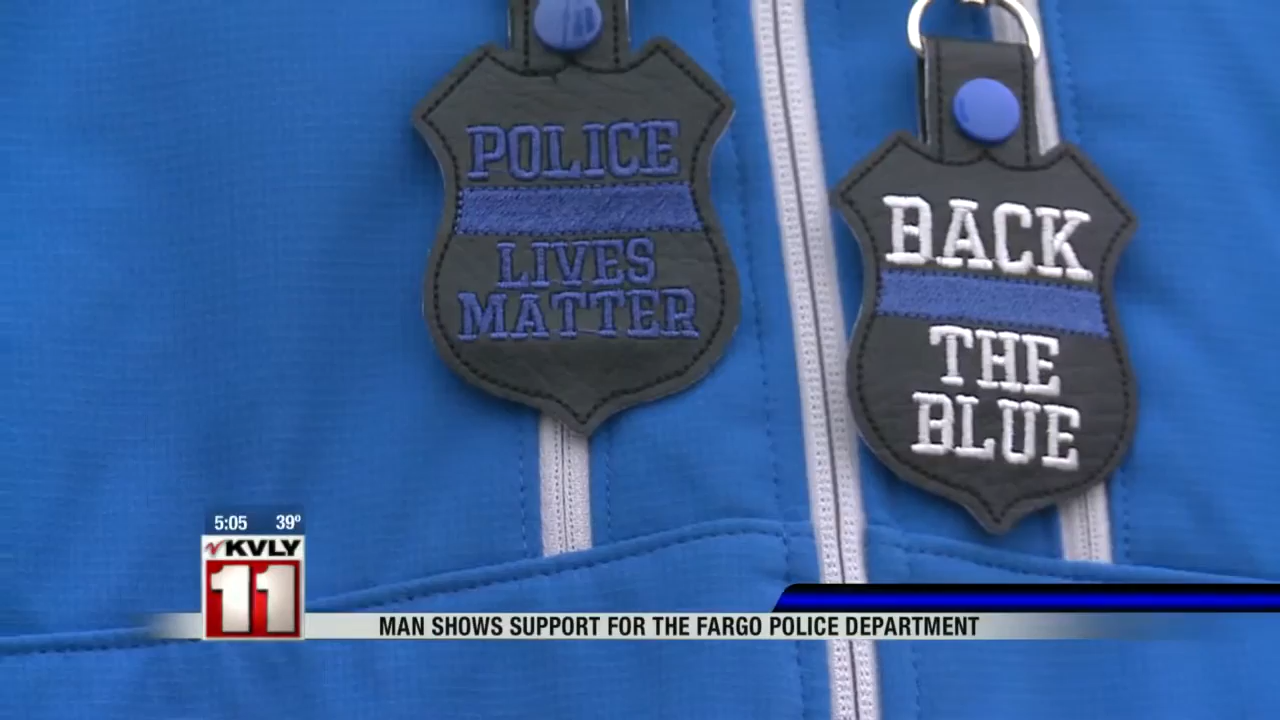 POLICE
LIVES
MATTER
BACK
THE
BLUE
5:05 39º
KVLY
11
MAN SHOWS SUPPORT FOR THE FARGO POLICE DEPARTMENT